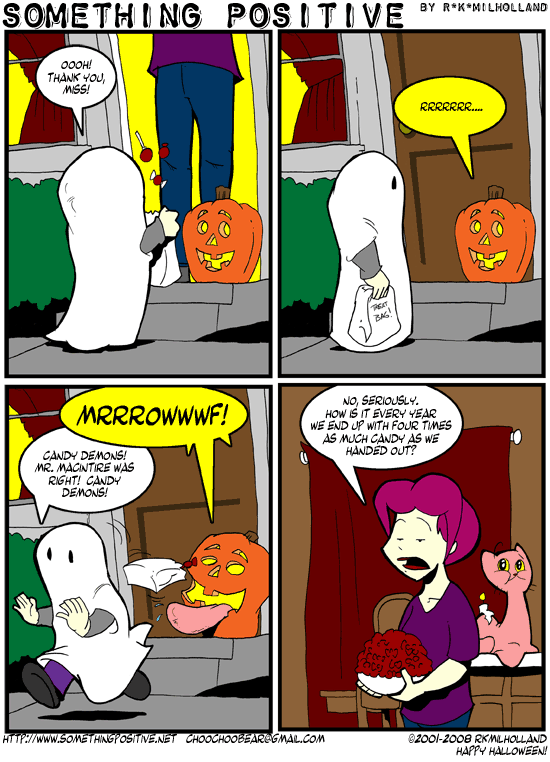 SOMETHING POSITIVE BY R*K*MILHOLLAND
OOOH!
THANK YOU,
MISS!
RRRRRRR....
TREAT
BAG!
MRRROWWWF!
CANDY DEMONS!
MR. MACINTIRE WAS
RIGHT! CANDY
DEMONS!
NO, SERIOUSLY.
HOW IS IT EVERY YEAR
WE END UP WITH FOUR TIMES
AS MUCH CANDY AS WE
HANDED OUT?
HTTP://WWW.SOMETHINGPOSITIVE.NET CHOOCHOOBEAR@GMAIL.COM ©2001-2008 RKMILHOLLAND
HAPPY HALLOWEEN!